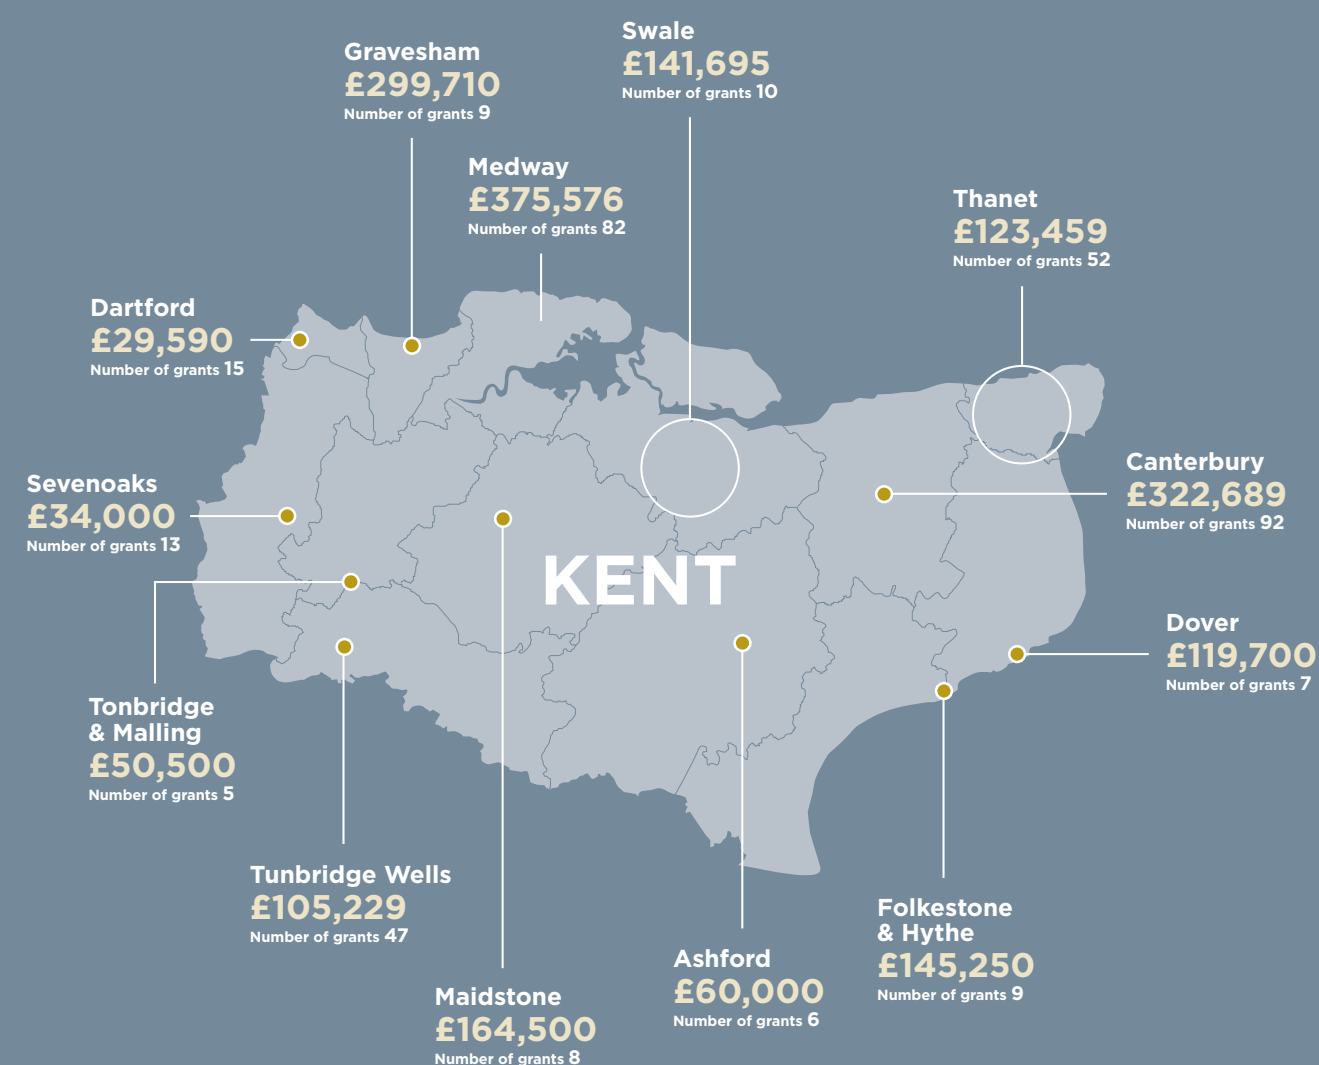 Swale
£141,695
Number of grants 10
Gravesham
£299,710
Number of grants 9
Medway
£375,576
Number of grants 82
Thanet
£123,459
Number of grants 52
Dartford
£29,590
Number of grants 15
Canterbury
£322,689
Number of grants 92
Sevenoaks
£34,000
Number of grants 13
KENT
Dover
£119,700
Number of grants 7
Tonbridge
& Malling
£50,500
Number of grants 5
Tunbridge Wells
£105,229
Number of grants 47
Folkestone
& Hythe
£145,250
Number of grants 9
Ashford
£60,000
Number of grants 6
Maidstone
£164,500
Number of grants 8